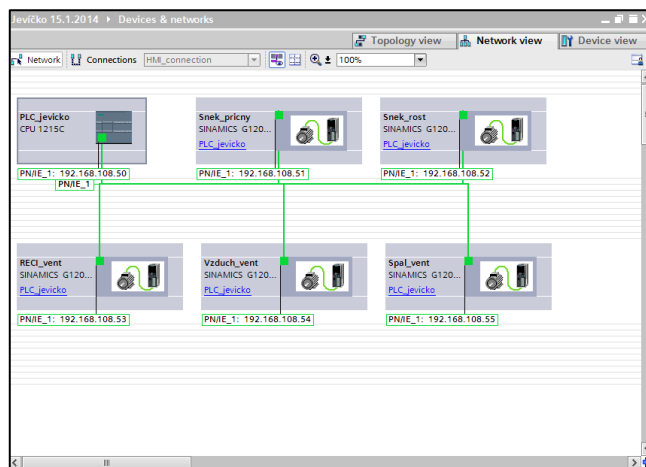 Jevíčko 15.1.2014 ▸ Devices & networks
Topology view Network view Device view
Network Connections HMI_connection 100%
PLC_jevicko
CPU 1215C
Snek_pricny
SINAMICS G120...
PLC_jevicko
Snek_rost
SINAMICS G120...
PLC_jevicko
PN/IE_1: 192.168.108.50
PN/IE_1: 192.168.108.51
PN/IE_1: 192.168.108.52
PN/IE_1
RECI_vent
SINAMICS G120...
PLC_jevicko
Vzduch_vent
SINAMICS G120...
PLC_jevicko
Spal_vent
SINAMICS G120...
PLC_jevicko
PN/IE_1: 192.168.108.53
PN/IE_1: 192.168.108.54
PN/IE_1: 192.168.108.55